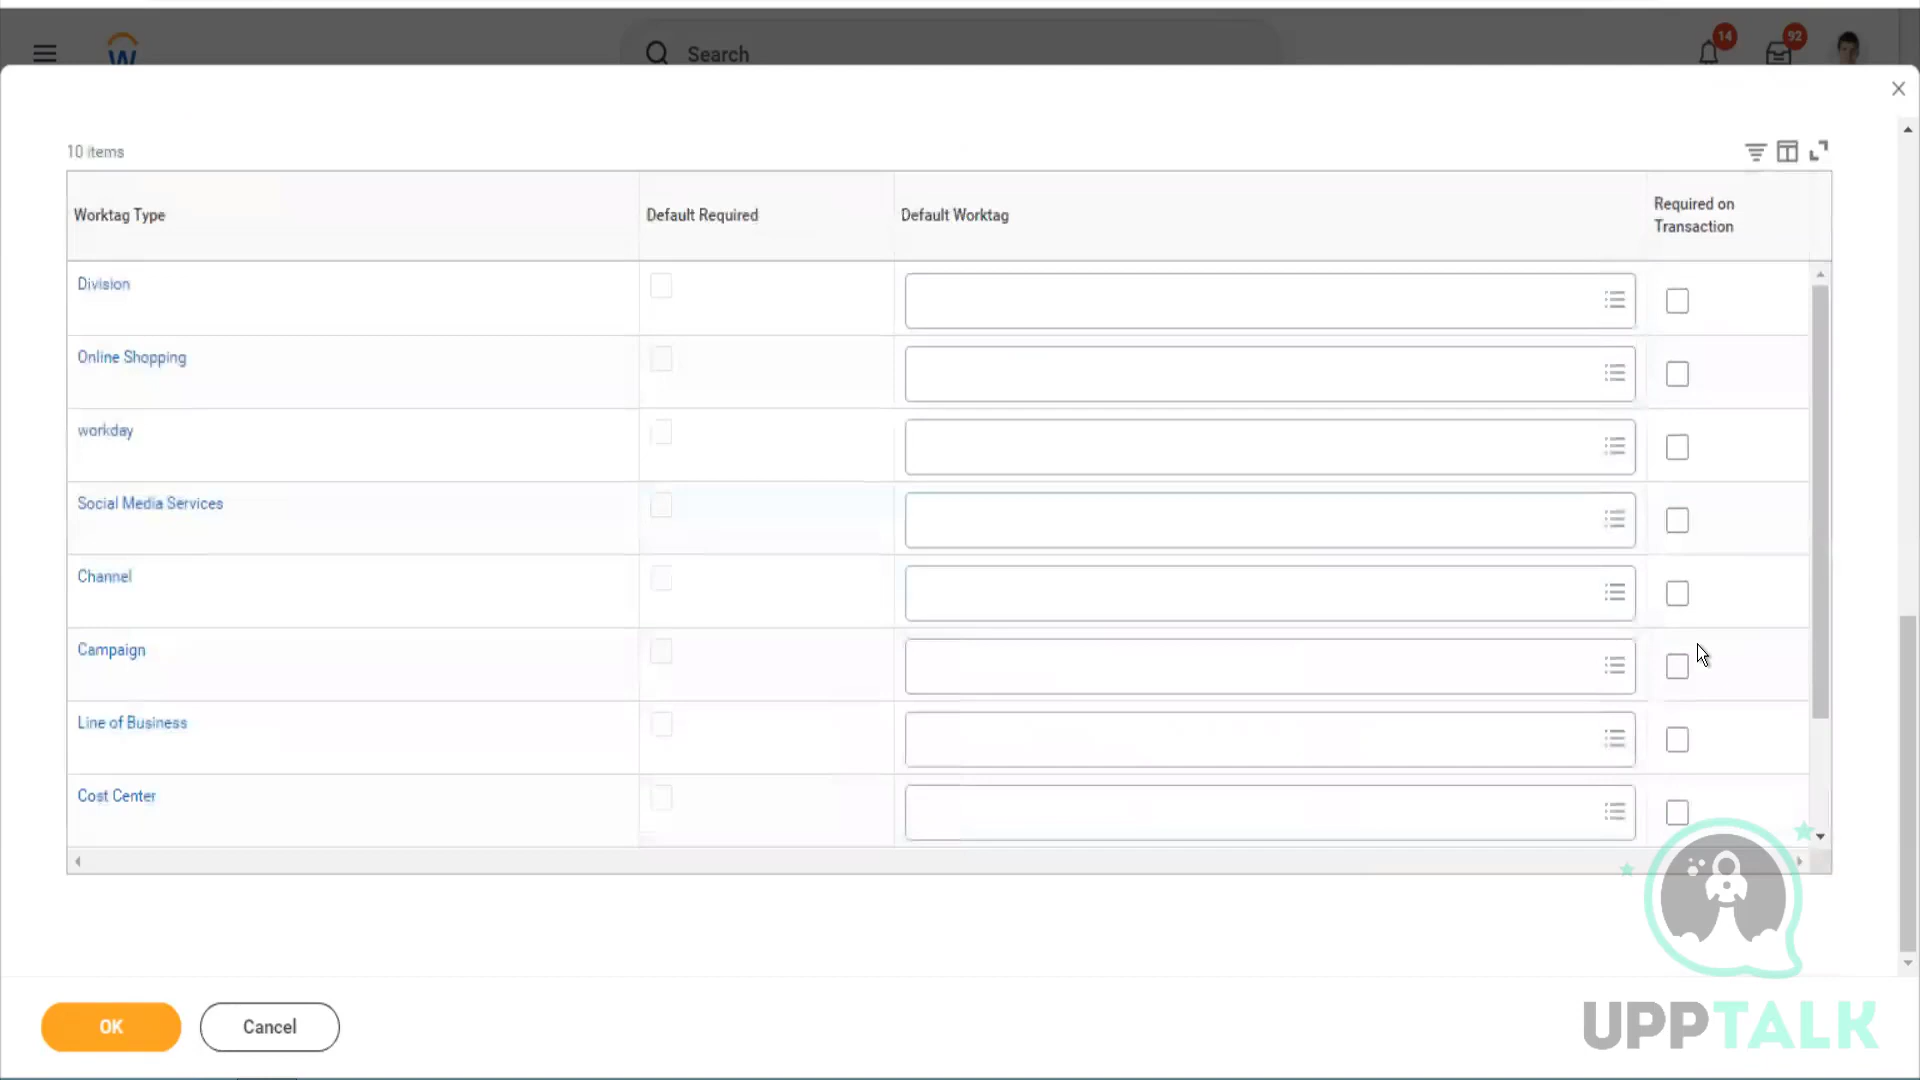 W
Search
14
92
10 items
Worktag Type
Default Required
Default Worktag
Required on
Transaction
Division
Online Shopping
workday
Social Media Services
Channel
Campaign
Line of Business
Cost Center
OK
Cancel
UPPTALK